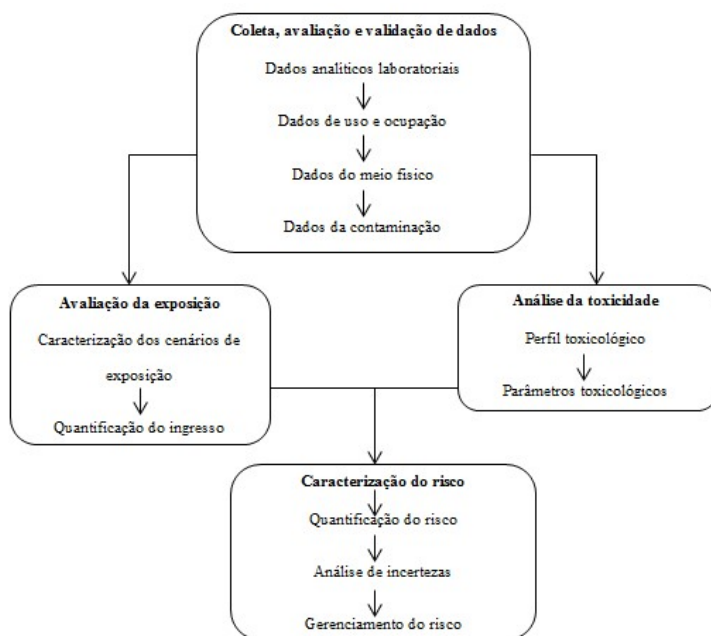 Coleta, avaliação e validação de dados
Dados analíticos laboratoriais
Dados de uso e ocupação
Dados do meio físico
Dados da contaminação
Avaliação da exposição
Caracterização dos cenários de
exposição
Quantificação do ingresso
Análise da toxicidade
Perfil toxicológico
Parâmetros toxicológicos
Caracterização do risco
Quantificação do risco
Análise de incertezas
Gerenciamento do risco